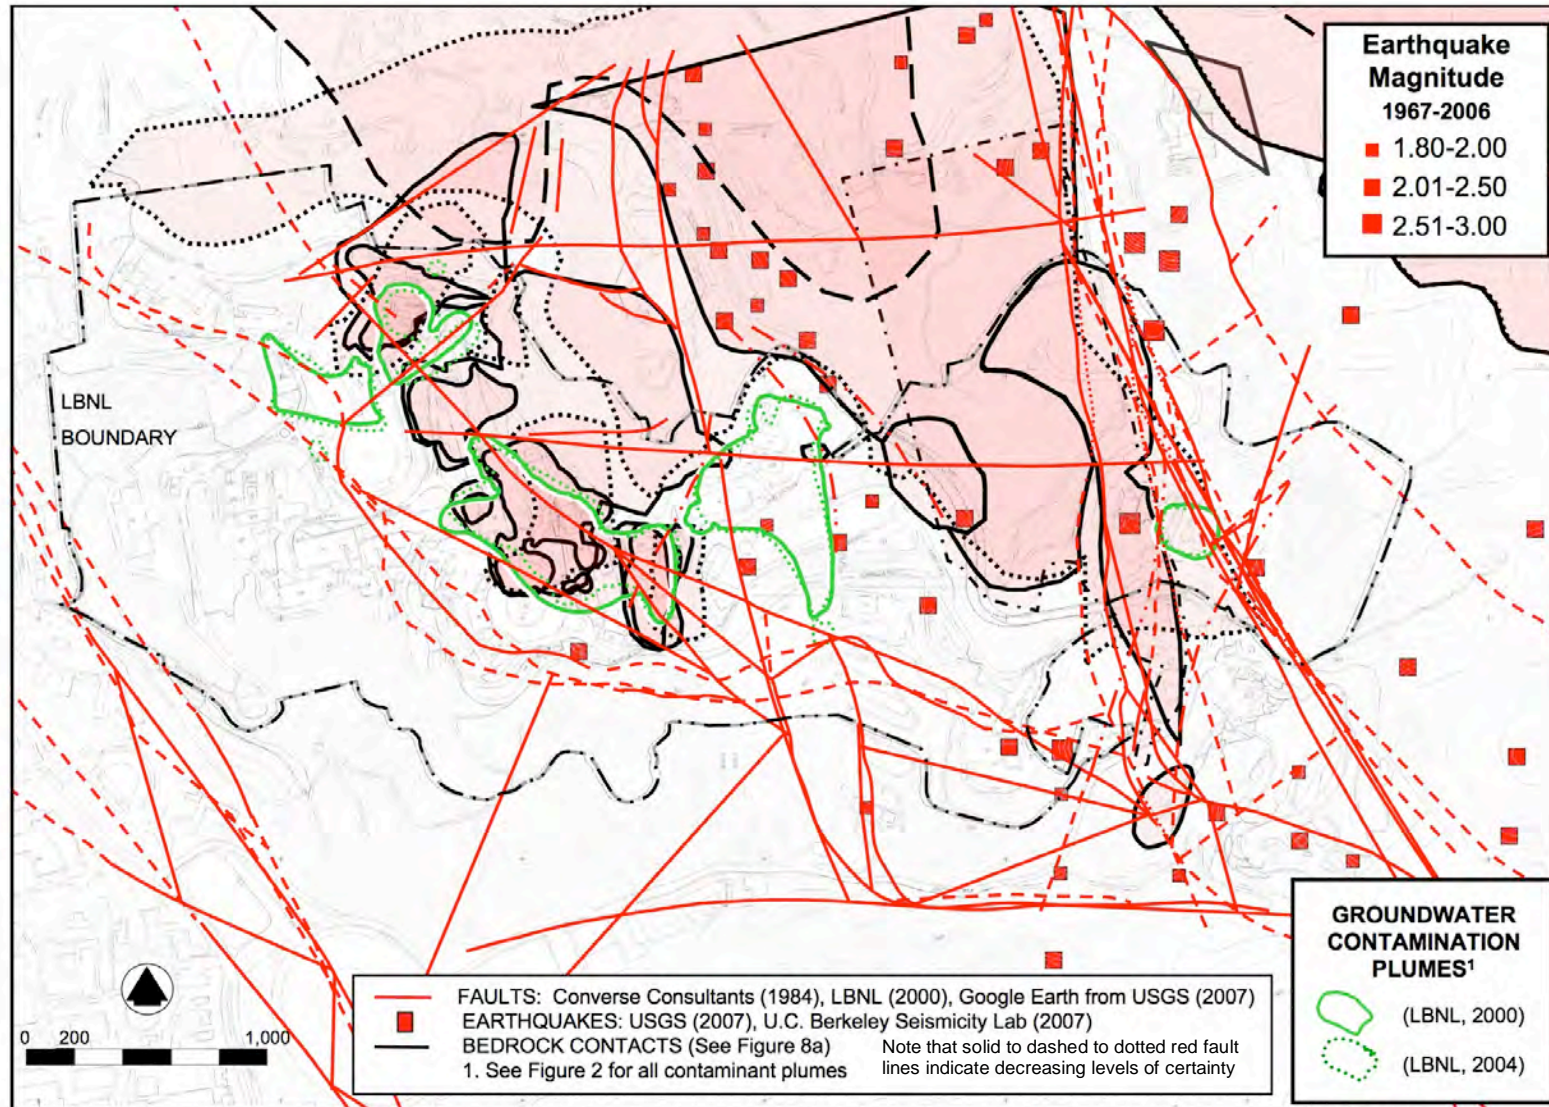 Earthquake
Magnitude
1967-2006
1.80-2.00
2.01-2.50
2.51-3.00
LBNL
BOUNDARY
GROUNDWATER
CONTAMINATION
PLUMES¹
(LBNL, 2000)
(LBNL, 2004)
0 200 1,000
FAULTS: Converse Consultants (1984), LBNL (2000), Google Earth from USGS (2007)
EARTHQUAKES: USGS (2007), U.C. Berkeley Seismicity Lab (2007)
BEDROCK CONTACTS (See Figure 8a)
1. See Figure 2 for all contaminant plumes
Note that solid to dashed to dotted red fault
lines indicate decreasing levels of certainty